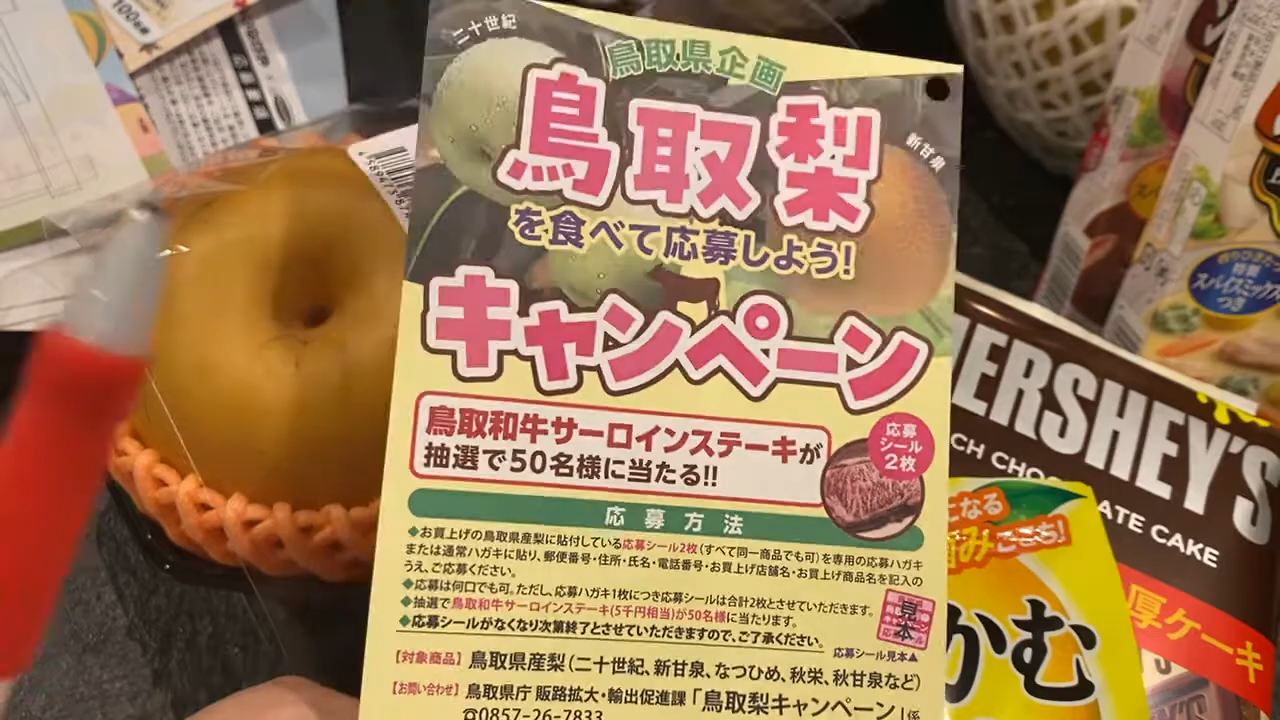 100
二十世紀
鳥取県企画
鳥取梨
新甘泉
を食べて応募しよう!
キャンペーン
鳥取和牛サーロインステーキが
抽選で50名様に当たる!!
応募
シール
2枚
応募方法
◆お買上げの鳥取県産梨に貼付している応募シール2枚(すべて同一商品でも可)を専用の応募ハガキ
または通常ハガキに貼り、郵便番号・住所・氏名・電話番号・お買上げ店舗名・お買上げ商品名を記入の
うえ、ご応募ください。
◆応募は何口でも可。ただし、応募ハガキ1枚につき応募シールは合計2枚とさせていただきます。
◆抽選で鳥取和牛サーロインステーキ(5千円相当)が50名様に当たります。
◆応募シールがなくなり次第終了とさせていただきますので、ご了承ください。
見本
応募シール見本▲
【対象商品】鳥取県産梨(二十世紀、新甘泉、なつひめ、秋栄、秋甘泉など)
【お問い合わせ】鳥取県庁 販路拡大・輸出促進課「鳥取梨キャンペーン」係
☎0857-26-7833
特製
スパイスミックス
つき
ERSHEY'S
CH CHOCOLATE CAKE
厚ケーキ
になる
ごこち!
かむ